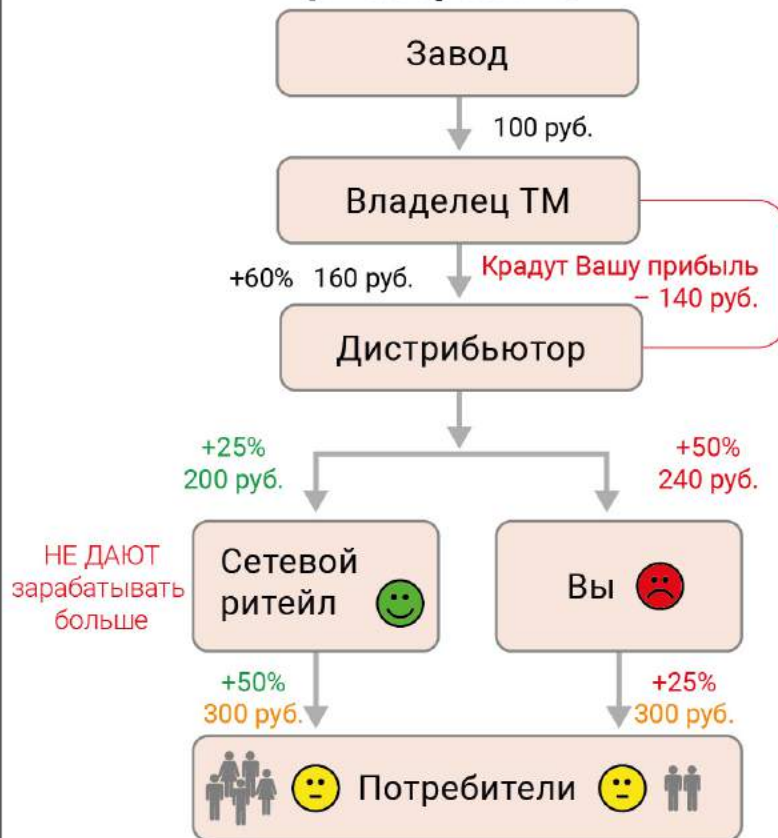 Завод
100 руб.
Владелец ТМ
+60% 160 руб.
Крадут Вашу прибыль
– 140 руб.
Дистрибьютор
+25%
200 руб.
+50%
240 руб.
НЕ ДАЮТ
зарабатывать
больше
Сетевой
ритейл
Вы
+50%
300 руб.
+25%
300 руб.
Потребители